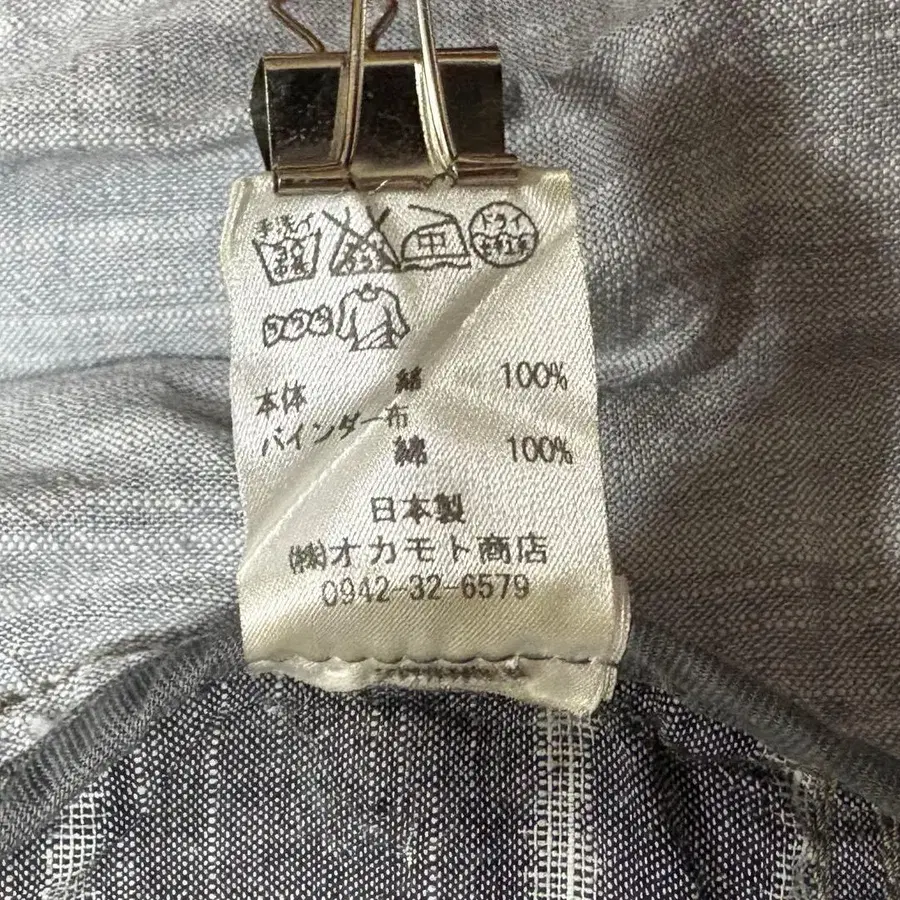 手洗イ
中
ドライ
本体 綿 100%
バインダー布
綿 100%
日本製
㈱オカモト商店
0942-32-6579